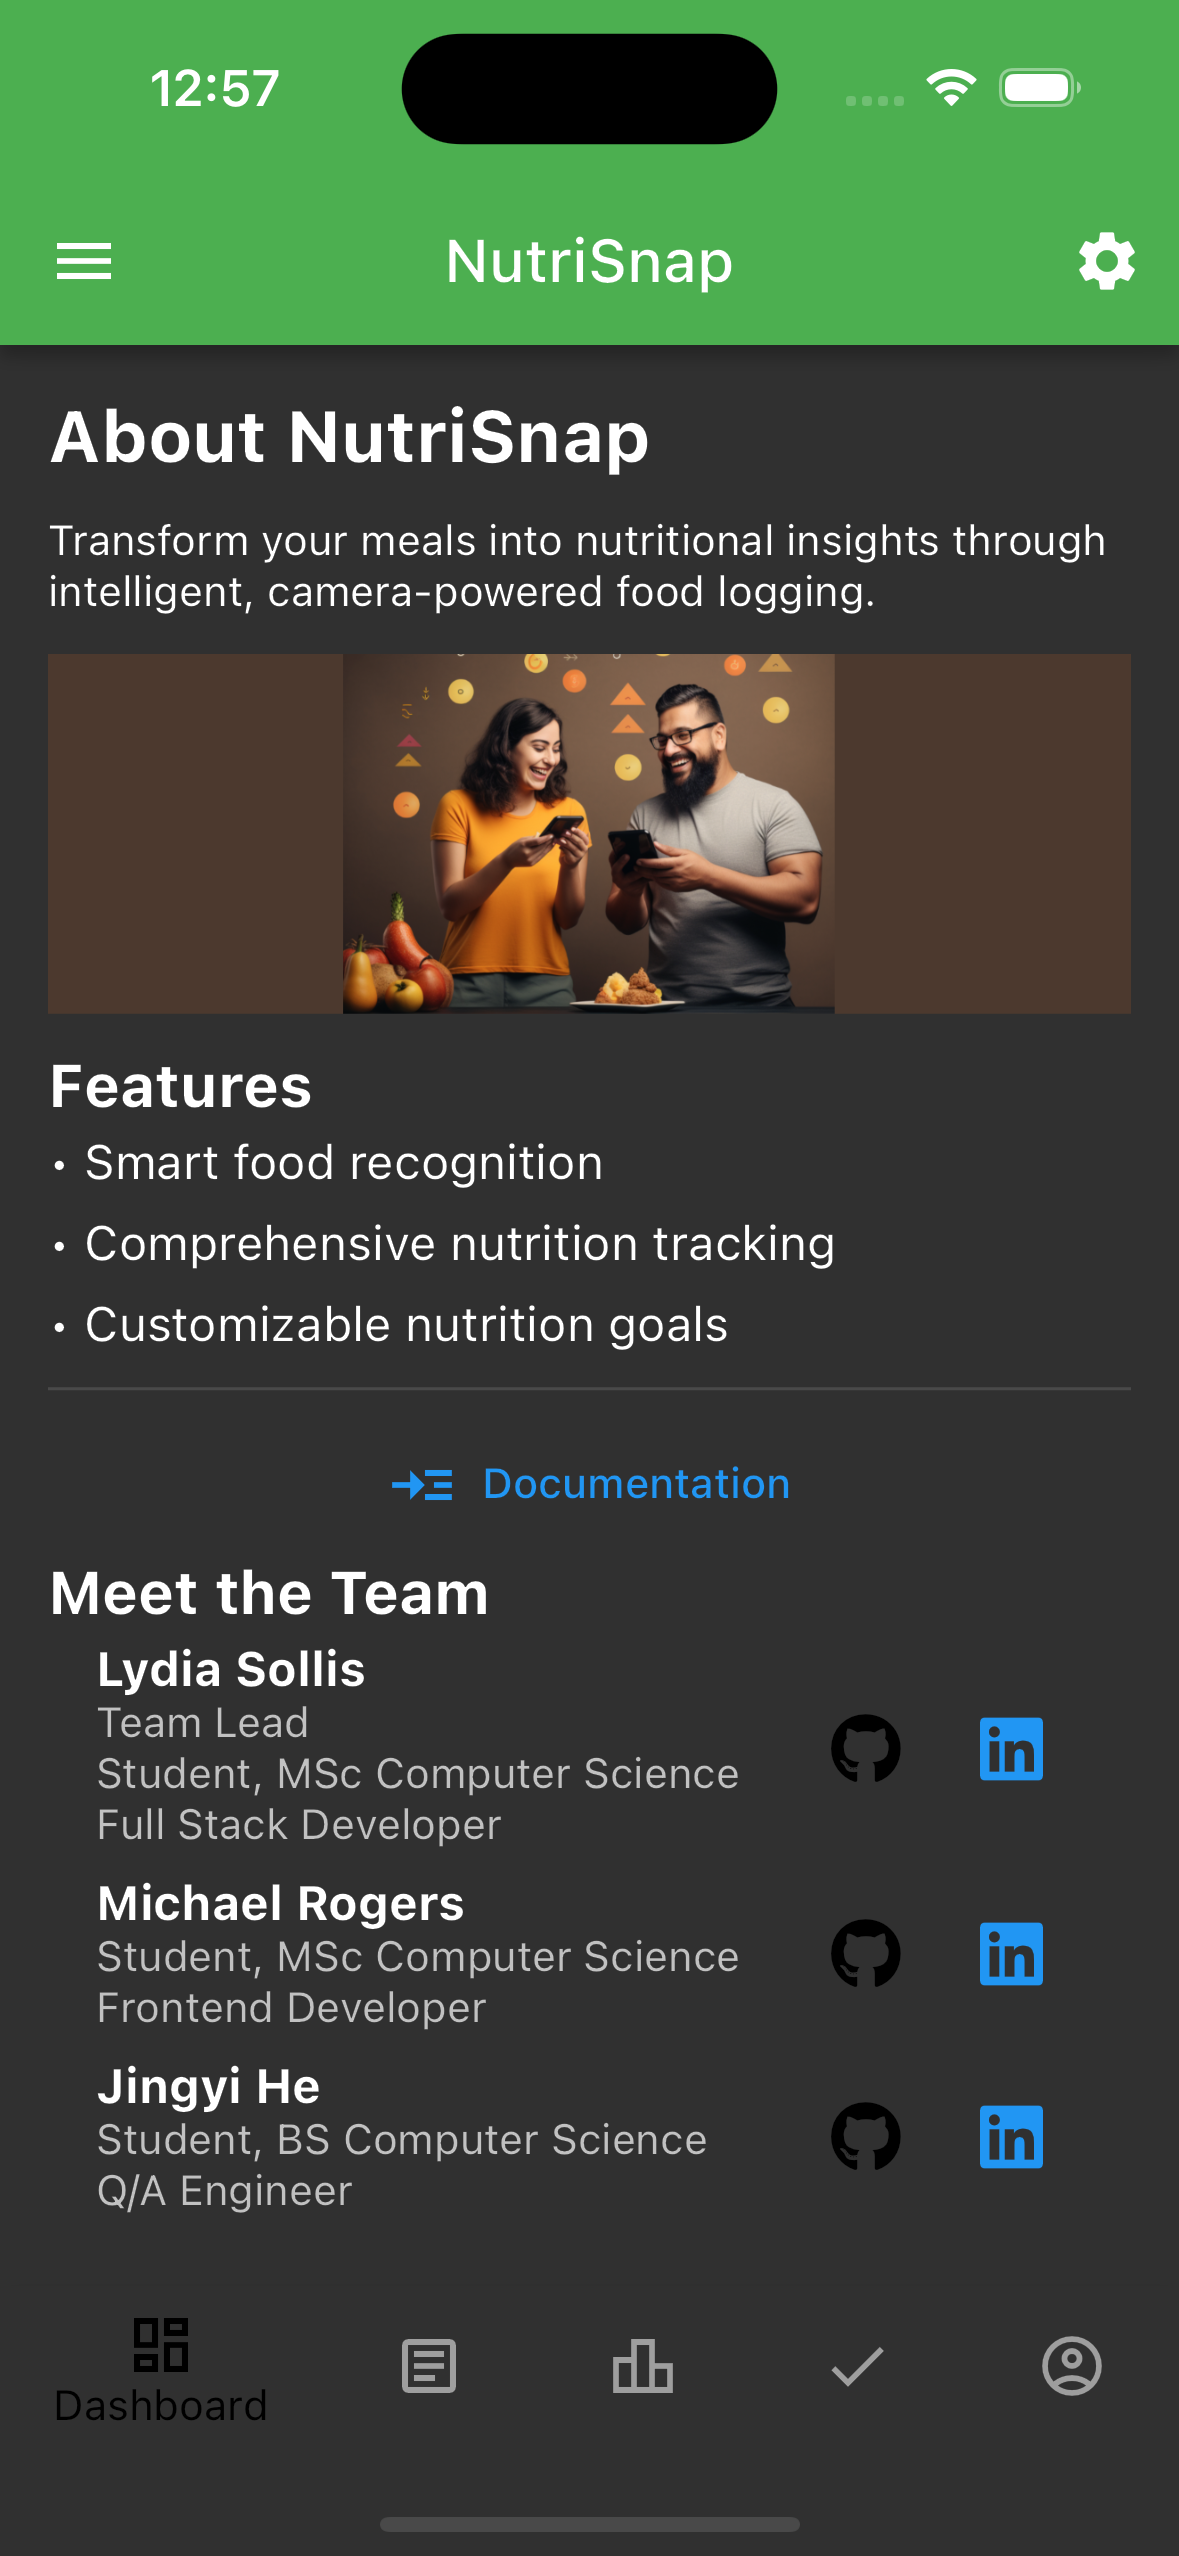 12:57
NutriSnap
About NutriSnap
Transform your meals into nutritional insights through
intelligent, camera-powered food logging.
Features
• Smart food recognition
• Comprehensive nutrition tracking
• Customizable nutrition goals
Documentation
Meet the Team
Lydia Sollis
Team Lead
Student, MSc Computer Science
Full Stack Developer
in
Michael Rogers
Student, MSc Computer Science
Frontend Developer
in
Jingyi He
Student, BS Computer Science
Q/A Engineer
in
Dashboard